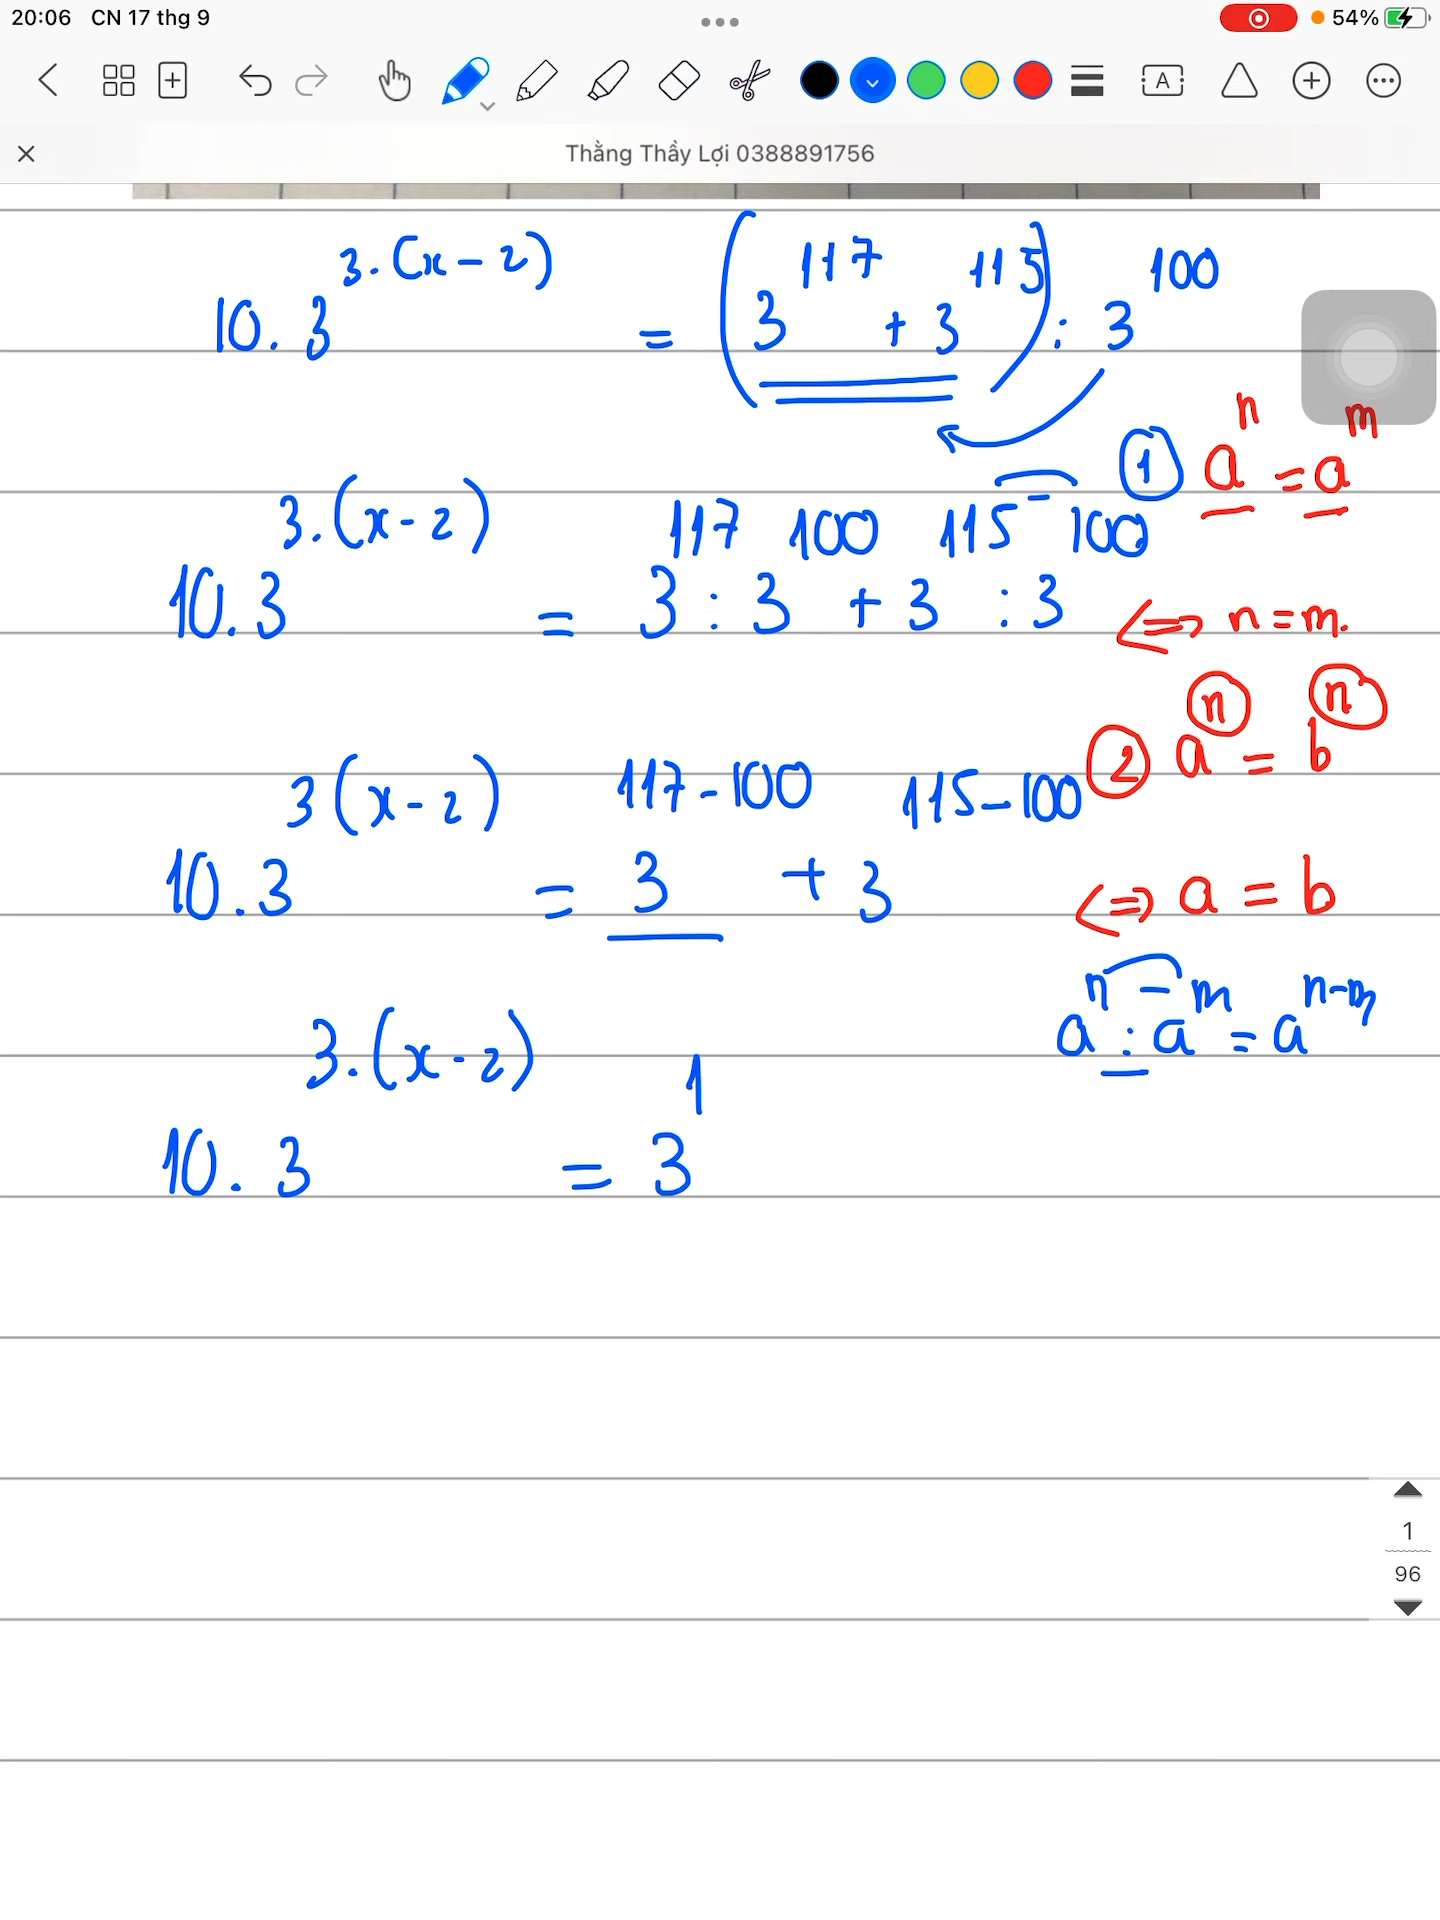 20:06 CN 17 thg 9
54%
A
Thằng Thầy Lợi 0388891756
10. 3^3.(x-2) = (3^117 + 3^115) : 3^100
① a^n = a^m
10.3^3.(x-2) = 3^117 : 3^100 + 3^115 : 3^100
⇔ n = m.
② a^n = b^n
10.3^3(x-2) = 3^117-100 + 3^115-100
⇔ a = b
a^n : a^m = a^n-m
10. 3^3.(x-2) = 3^1
1
96